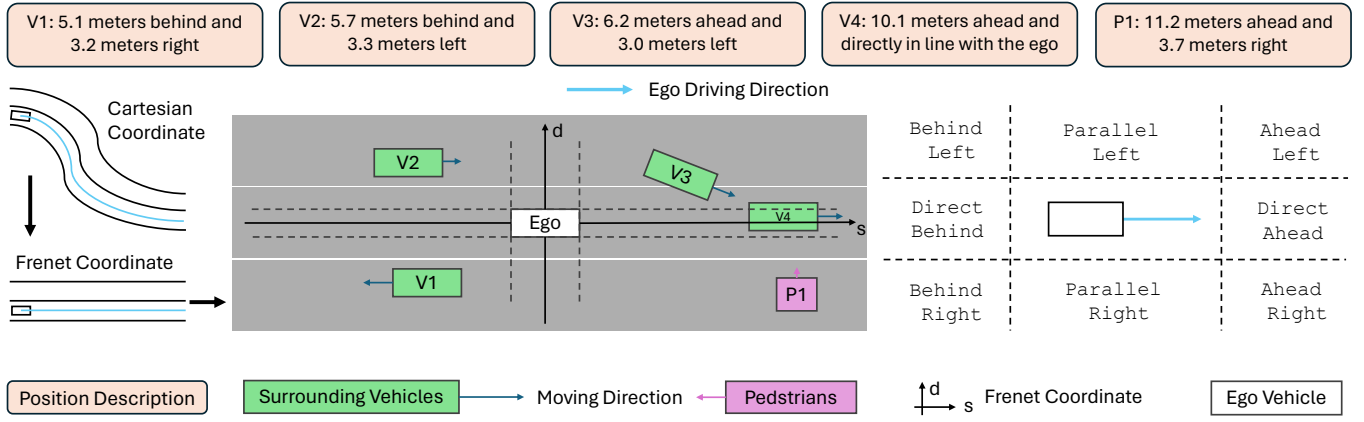 V1: 5.1 meters behind and
3.2 meters right
V2: 5.7 meters behind and
3.3 meters left
V3: 6.2 meters ahead and
3.0 meters left
V4: 10.1 meters ahead and
directly in line with the ego
P1: 11.2 meters ahead and
3.7 meters right
Ego Driving Direction
Cartesian
Coordinate
Frenet Coordinate
d
V2
V3
Ego
V4
s
V1
P1
Behind
Left
Parallel
Left
Ahead
Left
Direct
Behind
Direct
Ahead
Behind
Right
Parallel
Right
Ahead
Right
Position Description
Surrounding Vehicles
Moving Direction
Pedstrians
d
s
Frenet Coordinate
Ego Vehicle